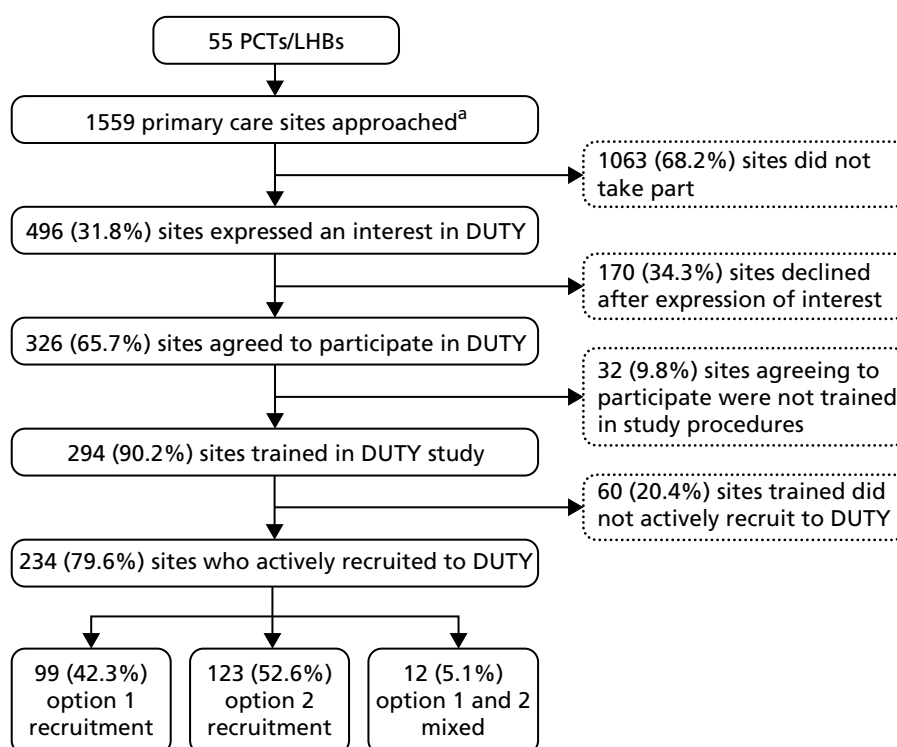 55 PCTs/LHBs
1559 primary care sites approachedᵃ
1063 (68.2%) sites did not
take part
496 (31.8%) sites expressed an interest in DUTY
170 (34.3%) sites declined
after expression of interest
326 (65.7%) sites agreed to participate in DUTY
32 (9.8%) sites agreeing to
participate were not trained
in study procedures
294 (90.2%) sites trained in DUTY study
60 (20.4%) sites trained did
not actively recruit to DUTY
234 (79.6%) sites who actively recruited to DUTY
99 (42.3%)
option 1
recruitment
123 (52.6%)
option 2
recruitment
12 (5.1%)
option 1 and 2
mixed